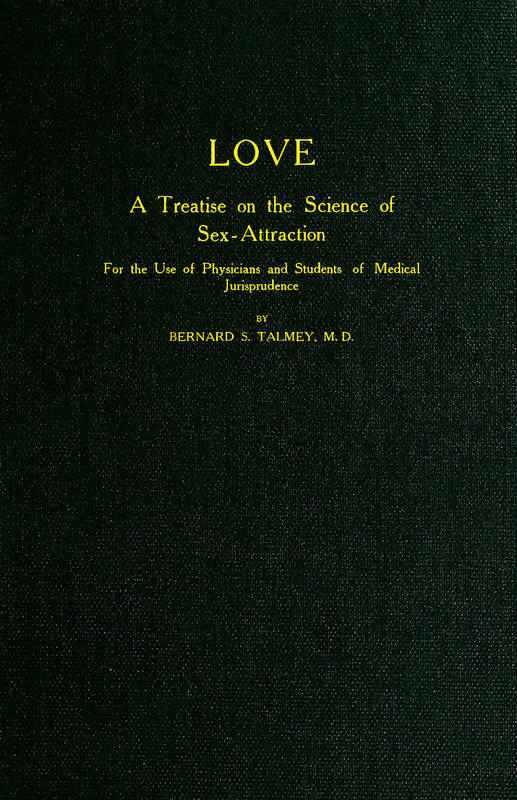 LOVE
A Treatise on the Science of
Sex-Attraction
For the Use of Physicians and Students of Medical
Jurisprudence
BY
BERNARD S. TALMEY, M. D.